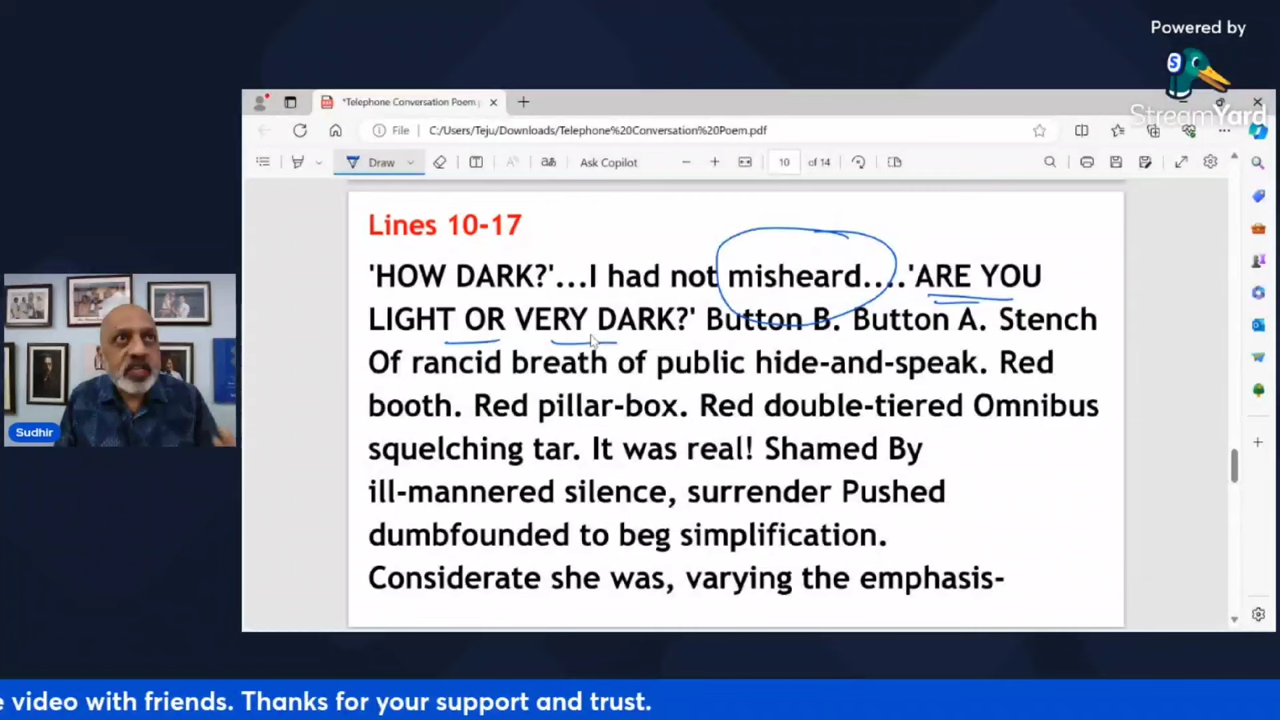 Powered by
StreamYard
*Telephone Conversation Poem.p
File C:/Users/Teju/Downloads/Telephone%20Conversation%20Poem.pdf
Draw Ask Copilot 10 of 14
Lines 10-17
'HOW DARK?'...I had not misheard....'ARE YOU
LIGHT OR VERY DARK?' Button B. Button A. Stench
Of rancid breath of public hide-and-speak. Red
booth. Red pillar-box. Red double-tiered Omnibus
squelching tar. It was real! Shamed By
ill-mannered silence, surrender Pushed
dumbfounded to beg simplification.
Considerate she was, varying the emphasis-
Sudhir
e video with friends. Thanks for your support and trust.